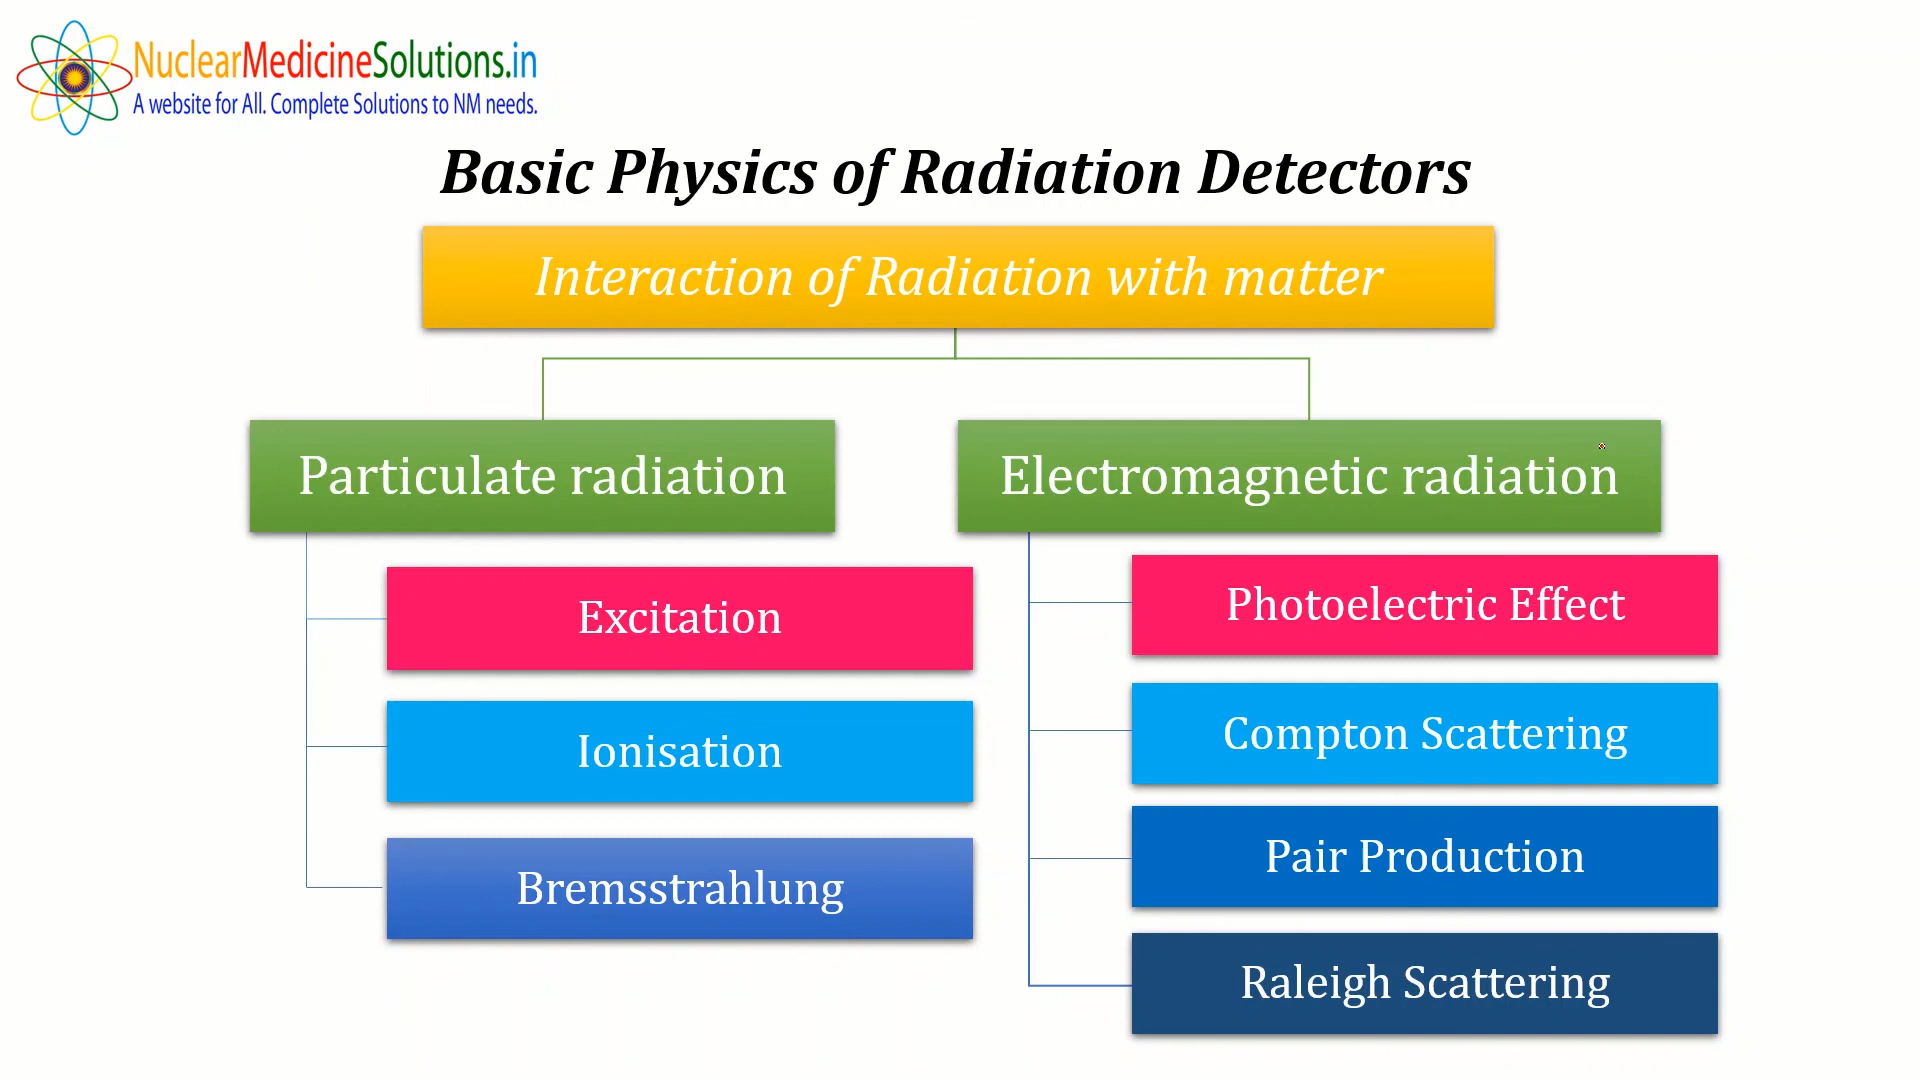 NuclearMedicineSolutions.in
A website for All. Complete Solutions to NM needs.
Basic Physics of Radiation Detectors
Interaction of Radiation with matter
Particulate radiation
Electromagnetic radiation
Excitation
Ionisation
Bremsstrahlung
Photoelectric Effect
Compton Scattering
Pair Production
Raleigh Scattering